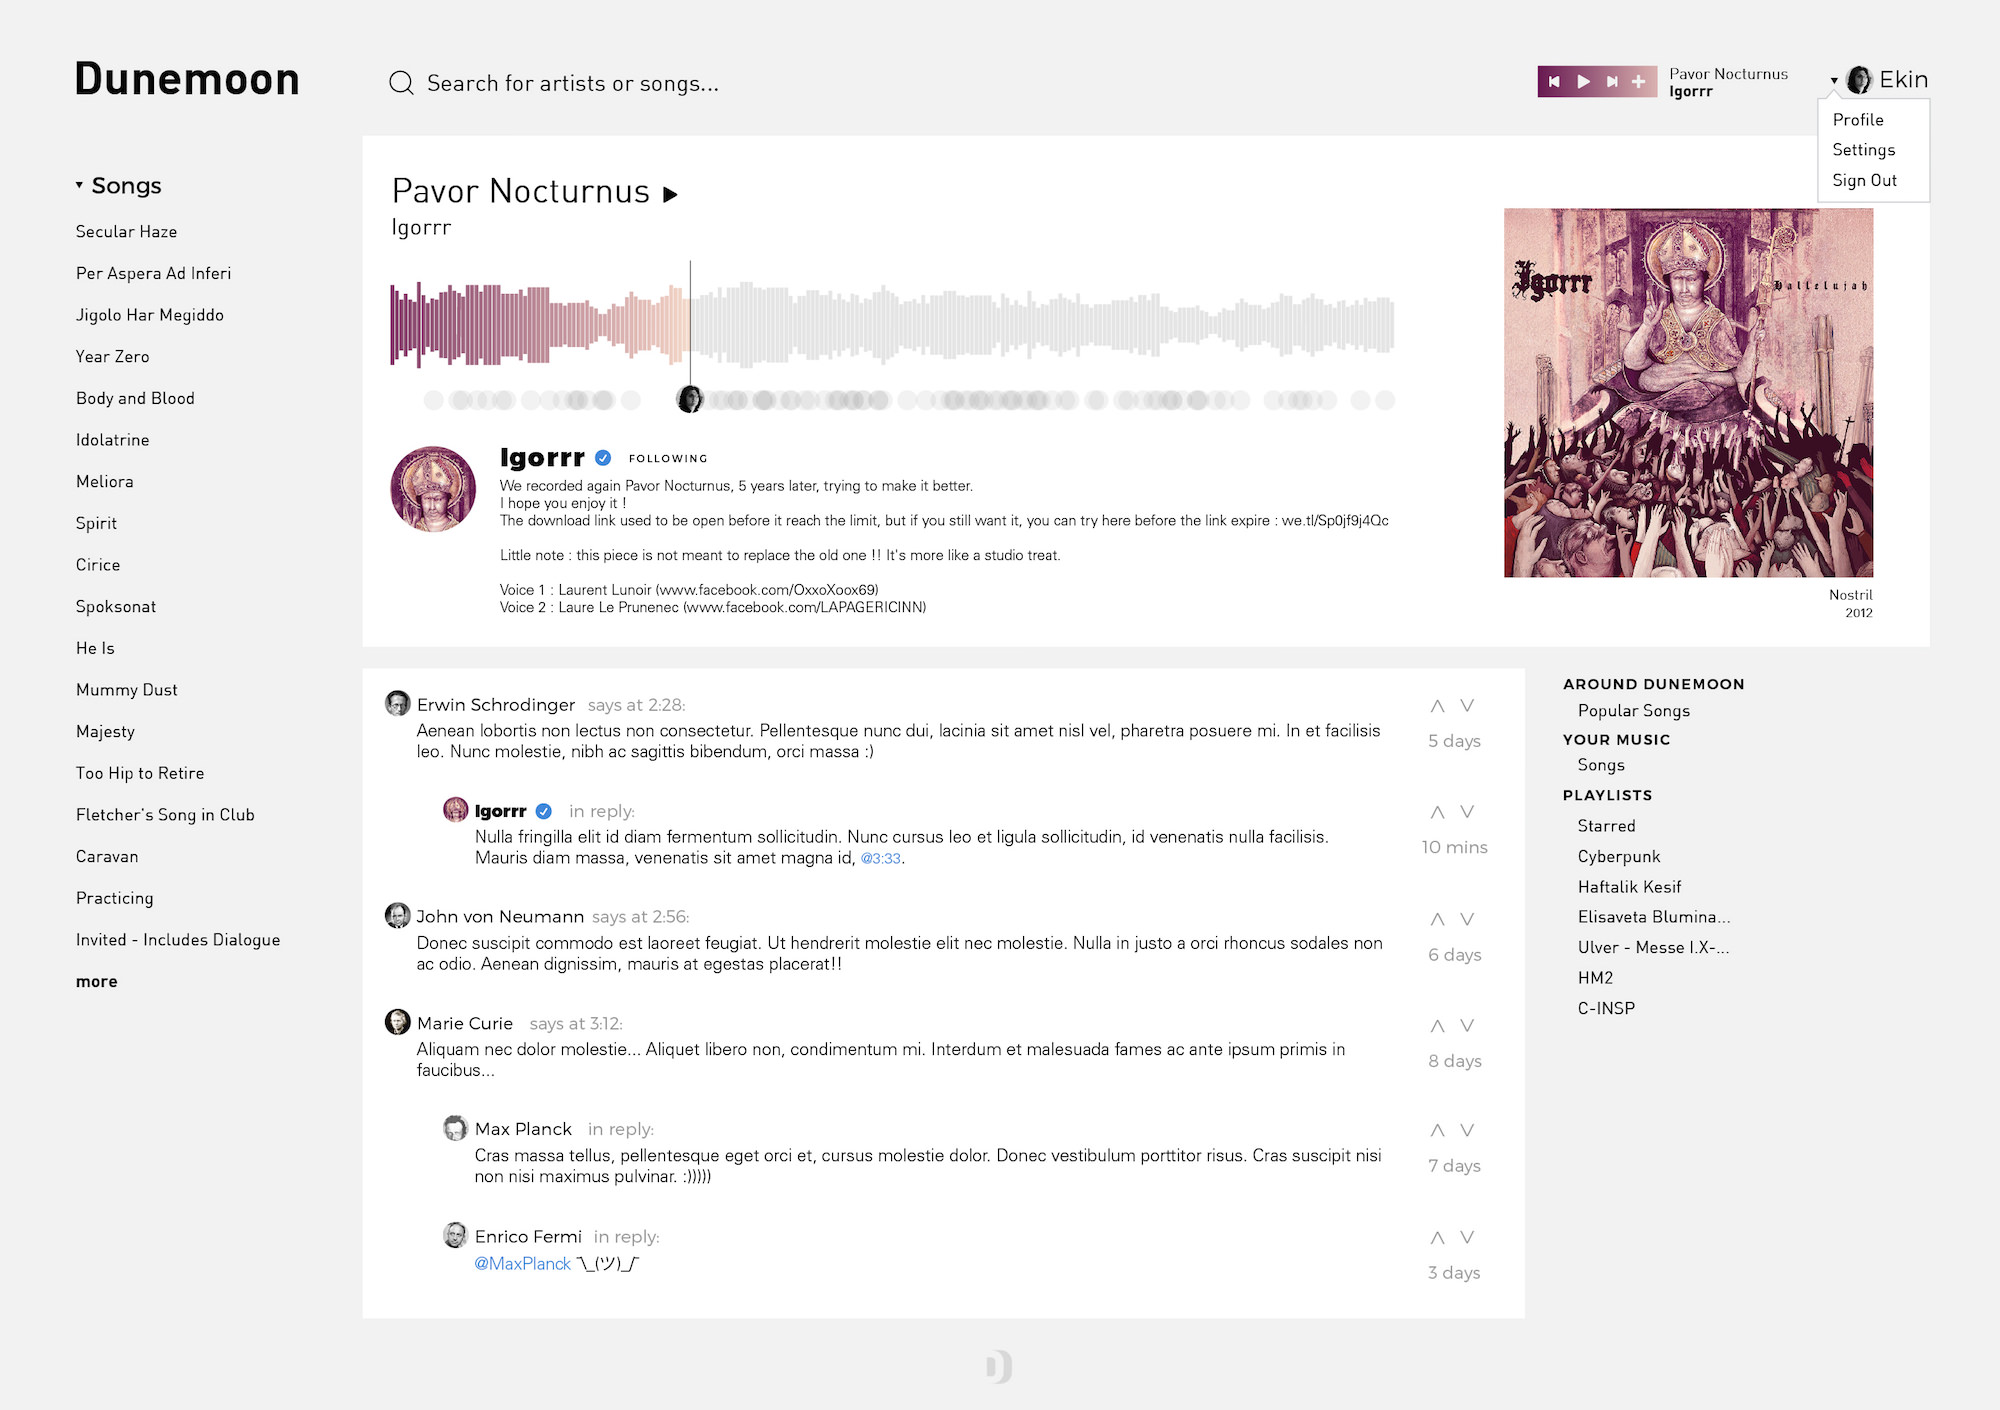 Dunemoon
Search for artists or songs...
Pavor Nocturnus
Igorrr
Ekin
Profile
Settings
Sign Out
Songs
Secular Haze
Per Aspera Ad Inferi
Jigolo Har Megiddo
Year Zero
Body and Blood
Idolatrine
Meliora
Spirit
Cirice
Spoksonat
He Is
Mummy Dust
Majesty
Too Hip to Retire
Fletcher's Song in Club
Caravan
Practicing
Invited - Includes Dialogue
more
Pavor Nocturnus
Igorrr
Igorrr FOLLOWING
We recorded again Pavor Nocturnus, 5 years later, trying to make it better.
I hope you enjoy it !
The download link used to be open before it reach the limit, but if you still want it, you can try here before the link expire : we.tl/Sp0jf9j4Qc
Little note : this piece is not meant to replace the old one !! It's more like a studio treat.
Voice 1 : Laurent Lunoir (www.facebook.com/OxxoXoox69)
Voice 2 : Laure Le Prunenec (www.facebook.com/LAPAGERICINN)
Igorrr
Hallelujah
Nostril
2012
Erwin Schrodinger says at 2:28:
Aenean lobortis non lectus non consectetur. Pellentesque nunc dui, lacinia sit amet nisl vel, pharetra posuere mi. In et facilisis
leo. Nunc molestie, nibh ac sagittis bibendum, orci massa :)
5 days
Igorrr in reply:
Nulla fringilla elit id diam fermentum sollicitudin. Nunc cursus leo et ligula sollicitudin, id venenatis nulla facilisis.
Mauris diam massa, venenatis sit amet magna id, @3:33.
10 mins
John von Neumann says at 2:56:
Donec suscipit commodo est laoreet feugiat. Ut hendrerit molestie elit nec molestie. Nulla in justo a orci rhoncus sodales non
ac odio. Aenean dignissim, mauris at egestas placerat!!
6 days
Marie Curie says at 3:12:
Aliquam nec dolor molestie... Aliquet libero non, condimentum mi. Interdum et malesuada fames ac ante ipsum primis in
faucibus...
8 days
Max Planck in reply:
Cras massa tellus, pellentesque eget orci et, cursus molestie dolor. Donec vestibulum porttitor risus. Cras suscipit nisi
non nisi maximus pulvinar. :)))))
7 days
Enrico Fermi in reply:
@MaxPlanck ¯\_(ツ)_/¯
3 days
AROUND DUNEMOON
Popular Songs
YOUR MUSIC
Songs
PLAYLISTS
Starred
Cyberpunk
Haftalik Kesif
Elisaveta Blumina...
Ulver - Messe I.X-...
HM2
C-INSP